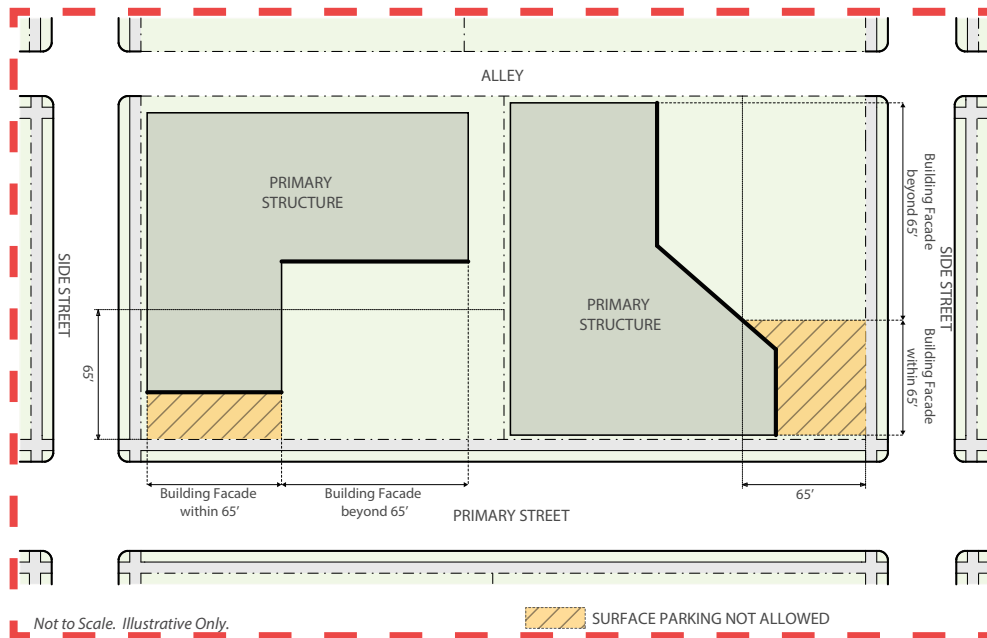 ALLEY
PRIMARY
STRUCTURE
Building Facade
beyond 65'
SIDE STREET
SIDE STREET
PRIMARY
STRUCTURE
65'
Building Facade
within 65'
Building Facade
within 65'
Building Facade
beyond 65'
65'
PRIMARY STREET
Not to Scale. Illustrative Only.
SURFACE PARKING NOT ALLOWED